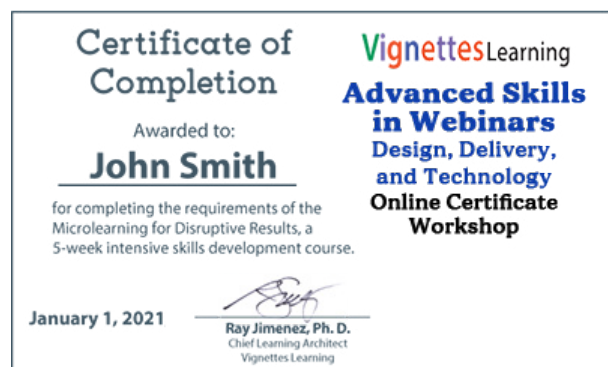 Certificate of
Completion
Awarded to:
John Smith
for completing the requirements of the
Microlearning for Disruptive Results, a
5-week intensive skills development course.
January 1, 2021
Ray Jimenez, Ph. D.
Chief Learning Architect
Vignettes Learning
VignettesLearning
Advanced Skills
in Webinars
Design, Delivery,
and Technology
Online Certificate
Workshop